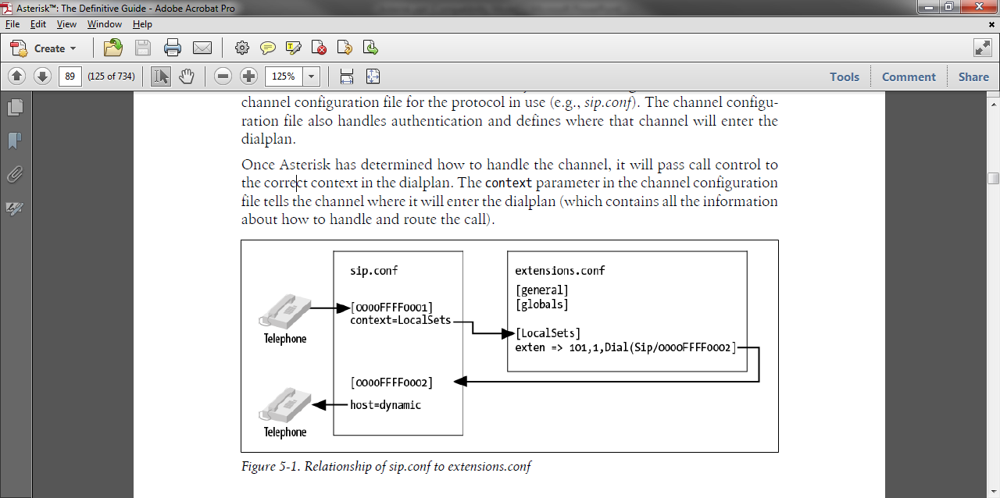 Asterisk™: The Definitive Guide - Adobe Acrobat Pro
File Edit View Window Help
Create
89 (125 of 734) 125% Tools Comment Share
channel configuration file for the protocol in use (e.g., sip.conf). The channel configu-
ration file also handles authentication and defines where that channel will enter the
dialplan.
Once Asterisk has determined how to handle the channel, it will pass call control to
the correct context in the dialplan. The context parameter in the channel configuration
file tells the channel where it will enter the dialplan (which contains all the information
about how to handle and route the call).
sip.conf
[0000FFFF0001]
context=LocalSets
Telephone
extensions.conf
[general]
[globals]
[LocalSets]
exten => 101,1,Dial(Sip/0000FFFF0002]
[0000FFFF0002]
host=dynamic
Telephone
Figure 5-1. Relationship of sip.conf to extensions.conf